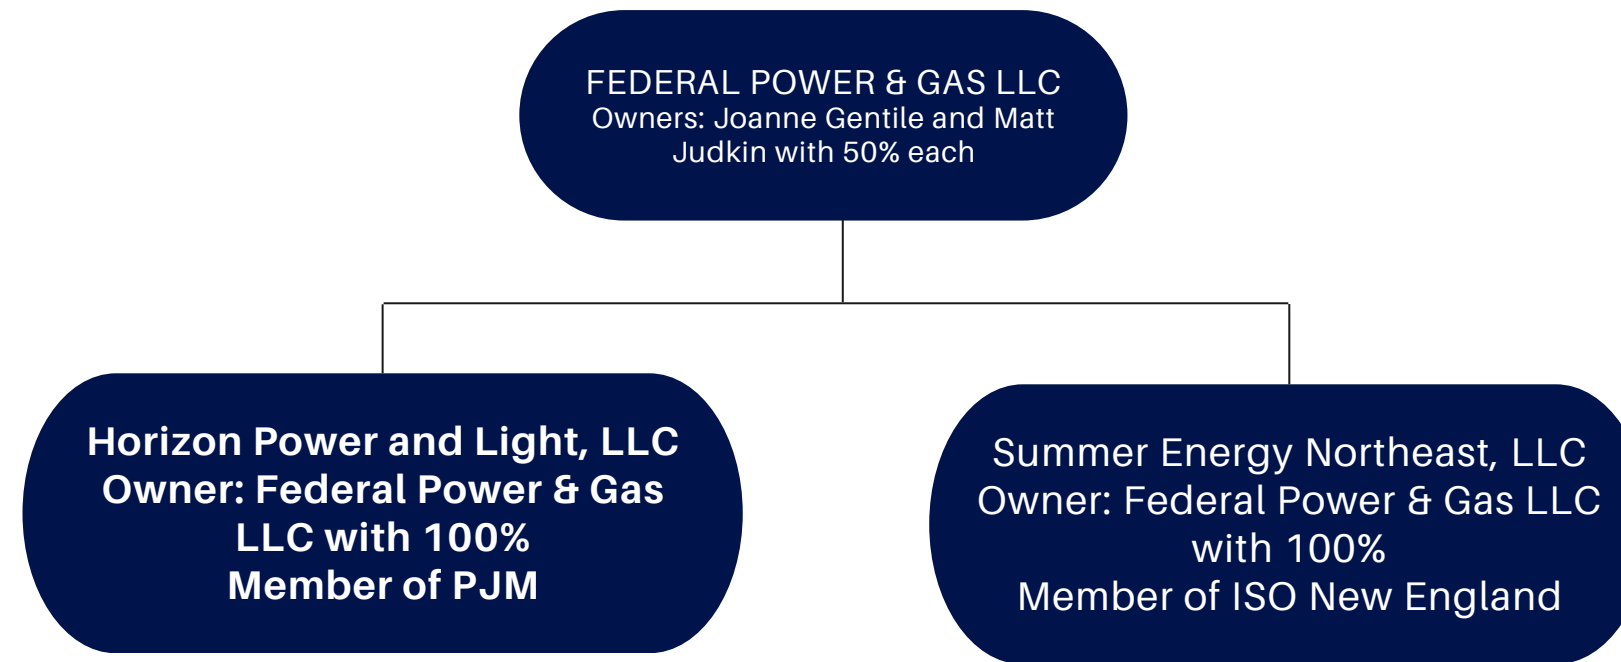 FEDERAL POWER & GAS LLC
Owners: Joanne Gentile and Matt
Judkin with 50% each
Horizon Power and Light, LLC
Owner: Federal Power & Gas
LLC with 100%
Member of PJM
Summer Energy Northeast, LLC
Owner: Federal Power & Gas LLC
with 100%
Member of ISO New England